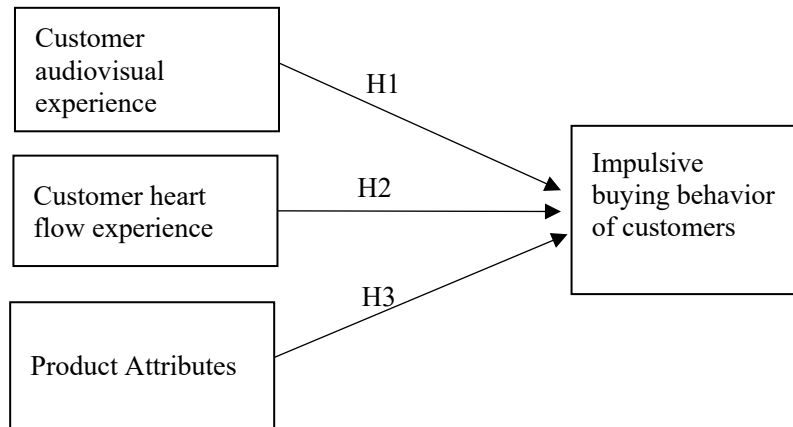 Customer
audiovisual
experience
H1
Customer heart
flow experience
H2
Impulsive
buying behavior
of customers
H3
Product Attributes